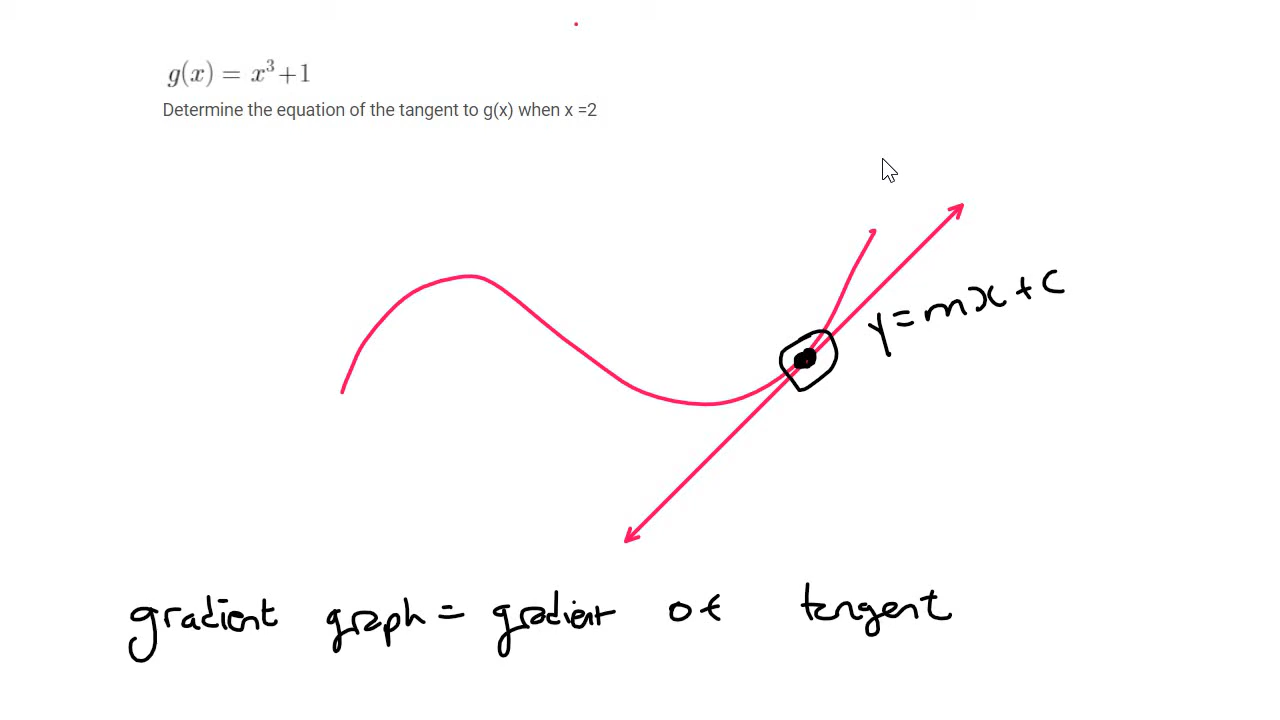 g(x) = x³ + 1
Determine the equation of the tangent to g(x) when x =2
y = mx + c
gradient graph = gradient of tangent